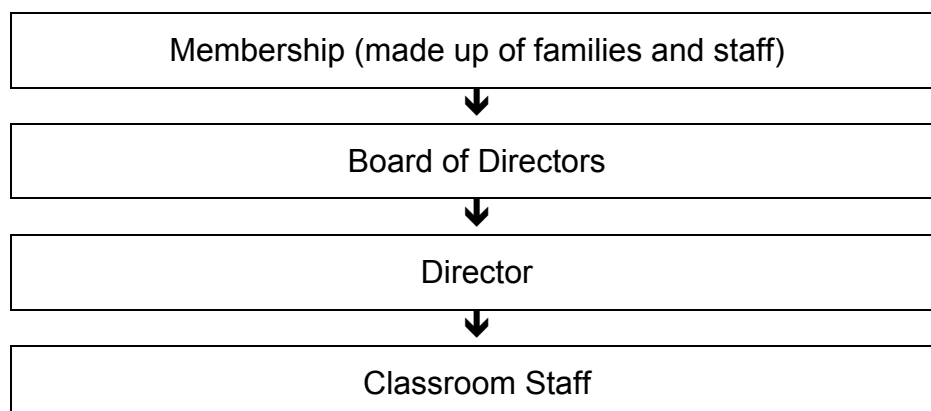 Membership (made up of families and staff)
Board of Directors
Director
Classroom Staff